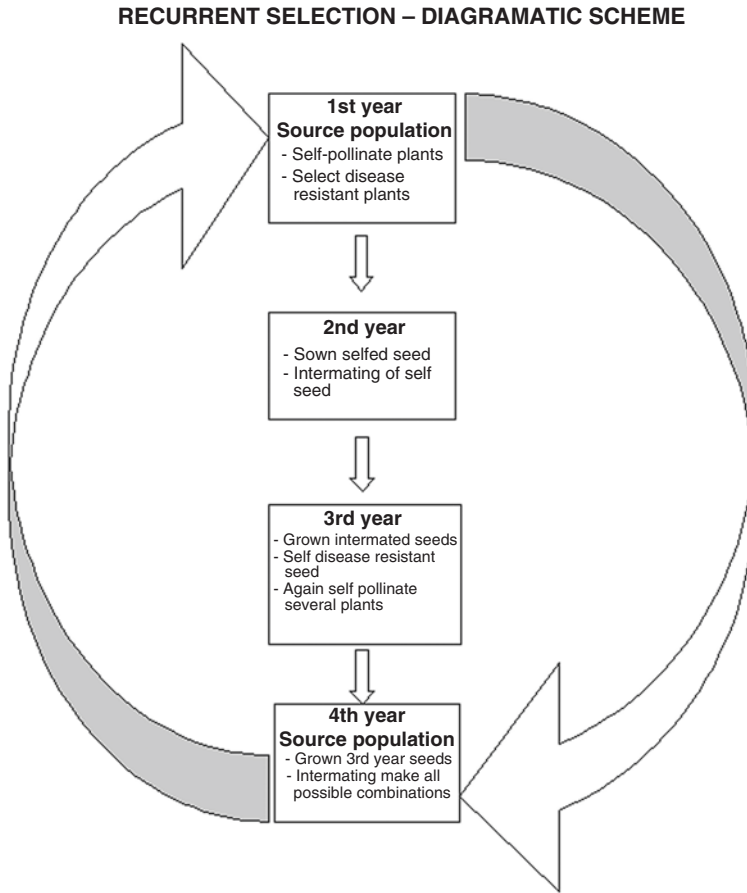 RECURRENT SELECTION – DIAGRAMATIC SCHEME
1st year
Source population
- Self-pollinate plants
- Select disease
resistant plants
2nd year
- Sown selfed seed
- Intermating of self
seed
3rd year
- Grown intermated seeds
- Self disease resistant
seed
- Again self pollinate
several plants
4th year
Source population
- Grown 3rd year seeds
- Intermating make all
possible combinations